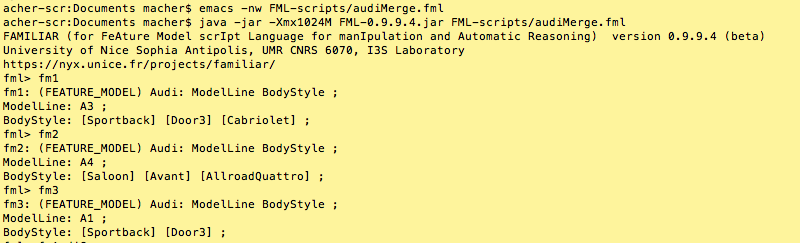 acher-scr:Documents macher$ emacs -nw FML-scripts/audiMerge.fml
acher-scr:Documents macher$ java -jar -Xmx1024M FML-0.9.9.4.jar FML-scripts/audiMerge.fml
FAMILIAR (for FeAture Model scrIpt Language for manIpulation and Automatic Reasoning)  version 0.9.9.4 (beta)
University of Nice Sophia Antipolis, UMR CNRS 6070, I3S Laboratory
https://nyx.unice.fr/projects/familiar/
fml> fm1
fm1: (FEATURE_MODEL) Audi: ModelLine BodyStyle ;
ModelLine: A3 ;
BodyStyle: [Sportback] [Door3] [Cabriolet] ;
fml> fm2
fm2: (FEATURE_MODEL) Audi: ModelLine BodyStyle ;
ModelLine: A4 ;
BodyStyle: [Saloon] [Avant] [AllroadQuattro] ;
fml> fm3
fm3: (FEATURE_MODEL) Audi: ModelLine BodyStyle ;
ModelLine: A1 ;
BodyStyle: [Sportback] [Door3] ;